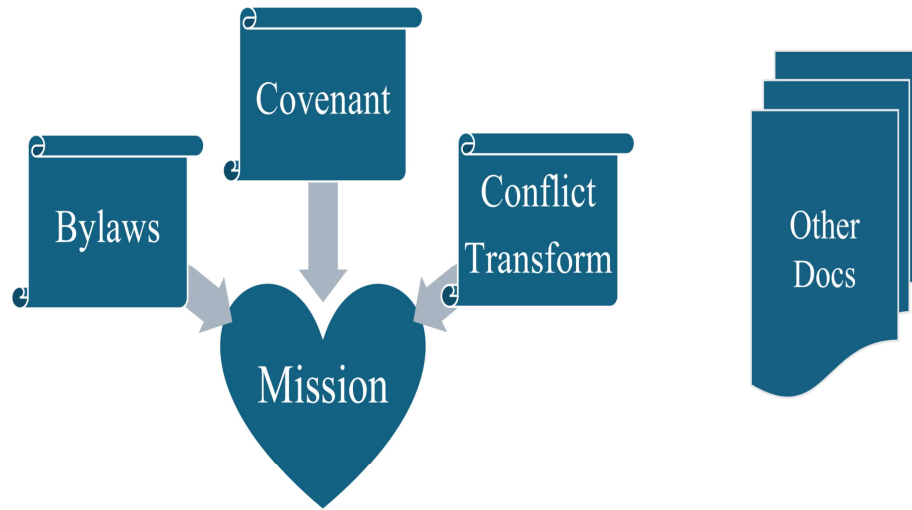 Covenant
Bylaws
Conflict
Transform
Mission
Other
Docs